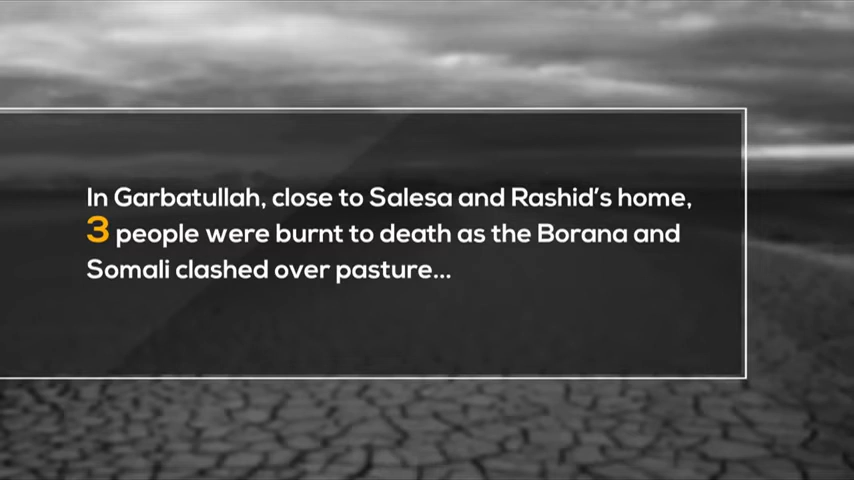 In Garbatullah, close to Salesa and Rashid's home,
3 people were burnt to death as the Borana and
Somali clashed over pasture...